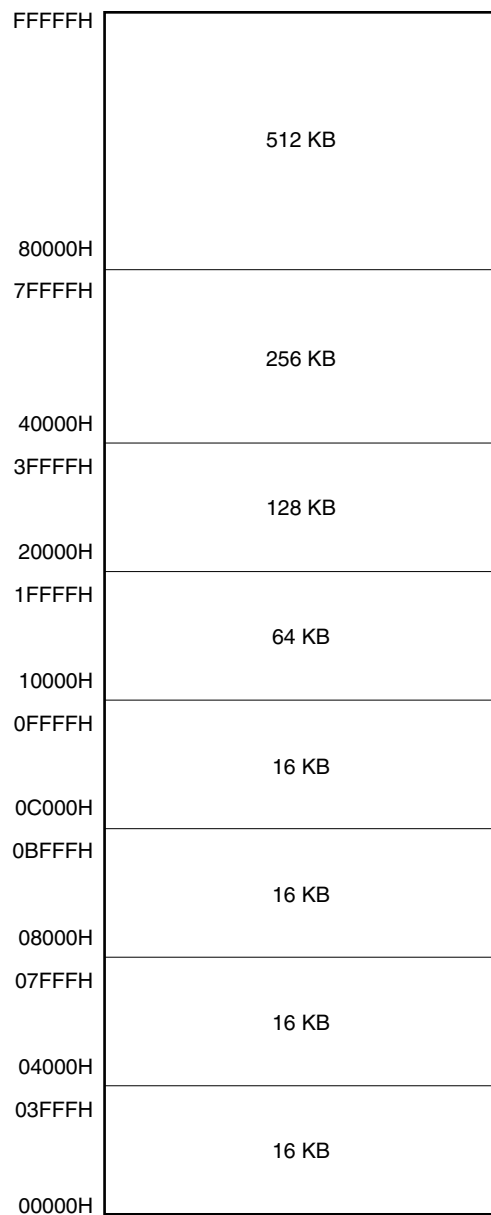 FFFFFH
512 KB
80000H
7FFFFH
256 KB
40000H
3FFFFH
128 KB
20000H
1FFFFH
64 KB
10000H
0FFFFH
16 KB
0C000H
0BFFFH
16 KB
08000H
07FFFH
16 KB
04000H
03FFFH
16 KB
00000H